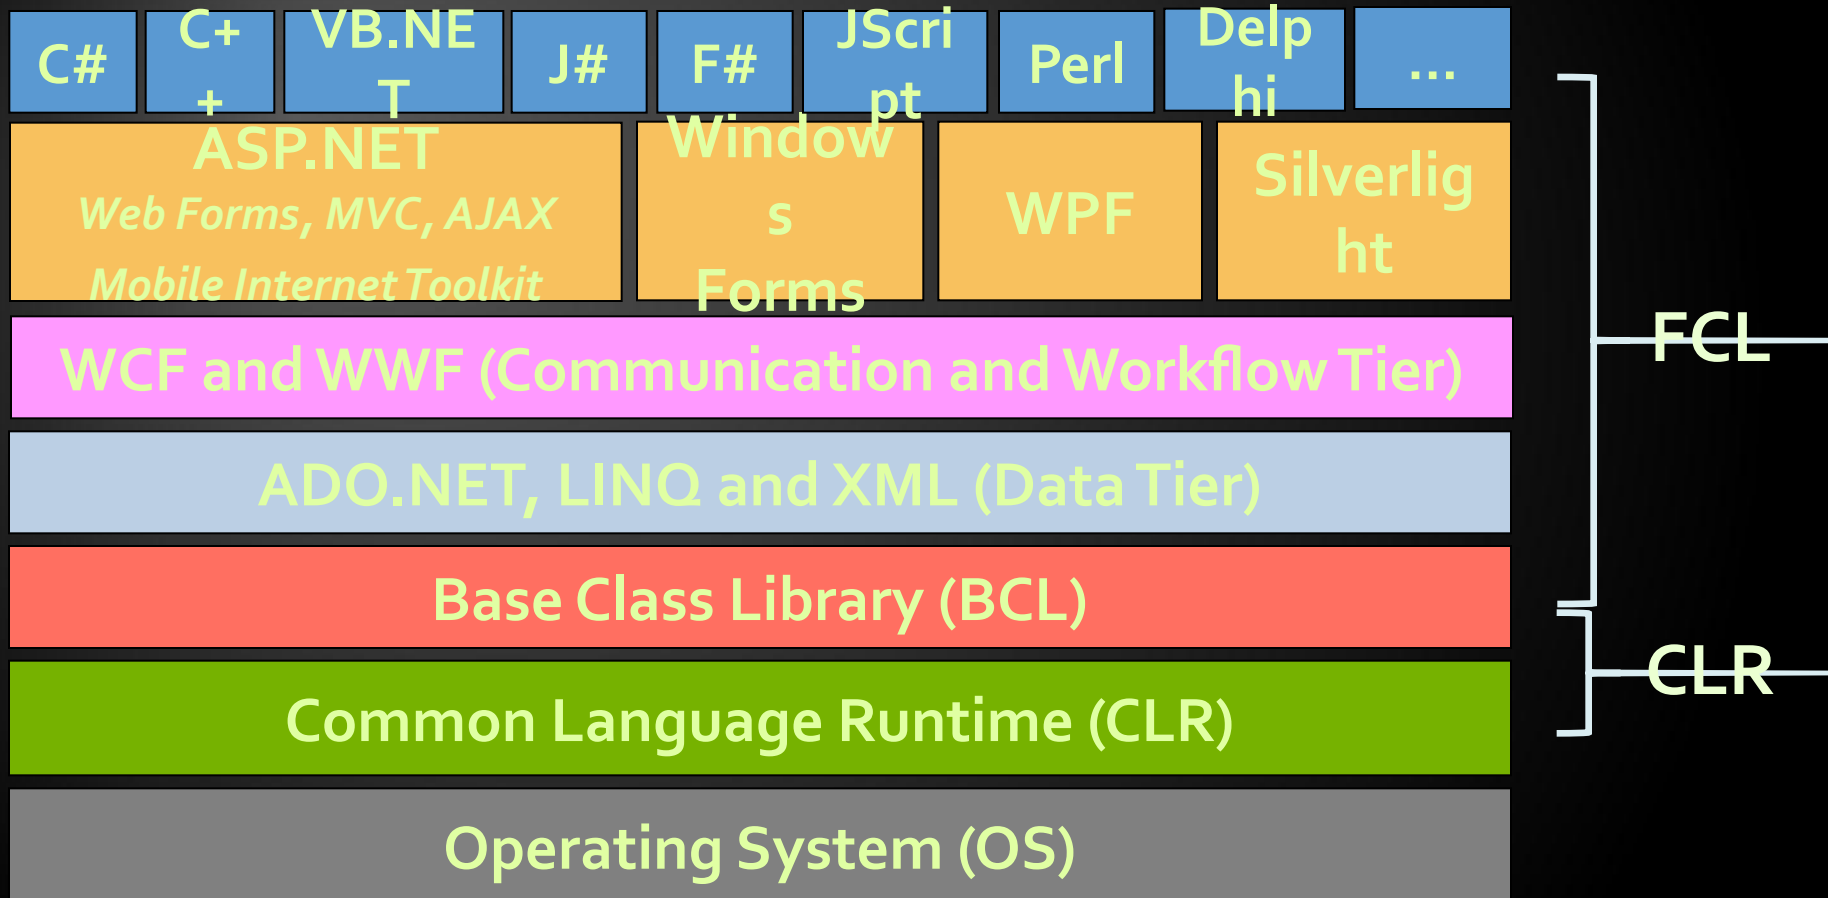 C#
C+
+
VB.NE
T
J#
F#
JScri
pt
Perl
Delp
hi
...
ASP.NET
Web Forms, MVC, AJAX
Mobile Internet Toolkit
Window
s
Forms
WPF
Silverlig
ht
FCL
WCF and WWF (Communication and Workflow Tier)
ADO.NET, LINQ and XML (Data Tier)
Base Class Library (BCL)
CLR
Common Language Runtime (CLR)
Operating System (OS)